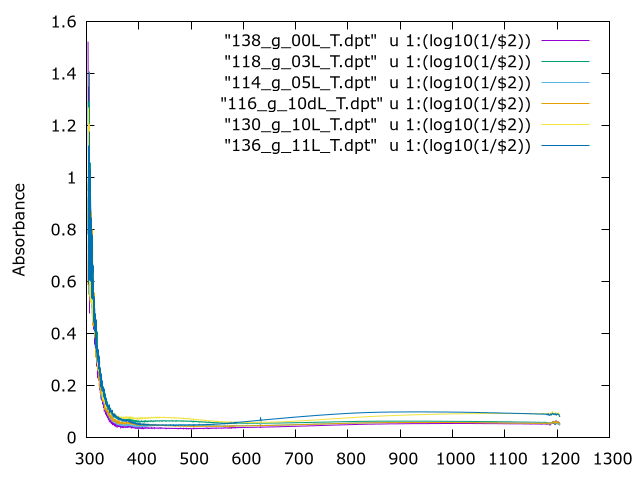 "138_g_00L_T.dpt" u 1:(log10(1/$2))
"118_g_03L_T.dpt" u 1:(log10(1/$2))
"114_g_05L_T.dpt" u 1:(log10(1/$2))
"116_g_10dL_T.dpt" u 1:(log10(1/$2))
"130_g_10L_T.dpt" u 1:(log10(1/$2))
"136_g_11L_T.dpt" u 1:(log10(1/$2))
1.6
1.4
1.2
1
0.8
0.6
0.4
0.2
0
Absorbance
300 400 500 600 700 800 900 1000 1100 1200 1300